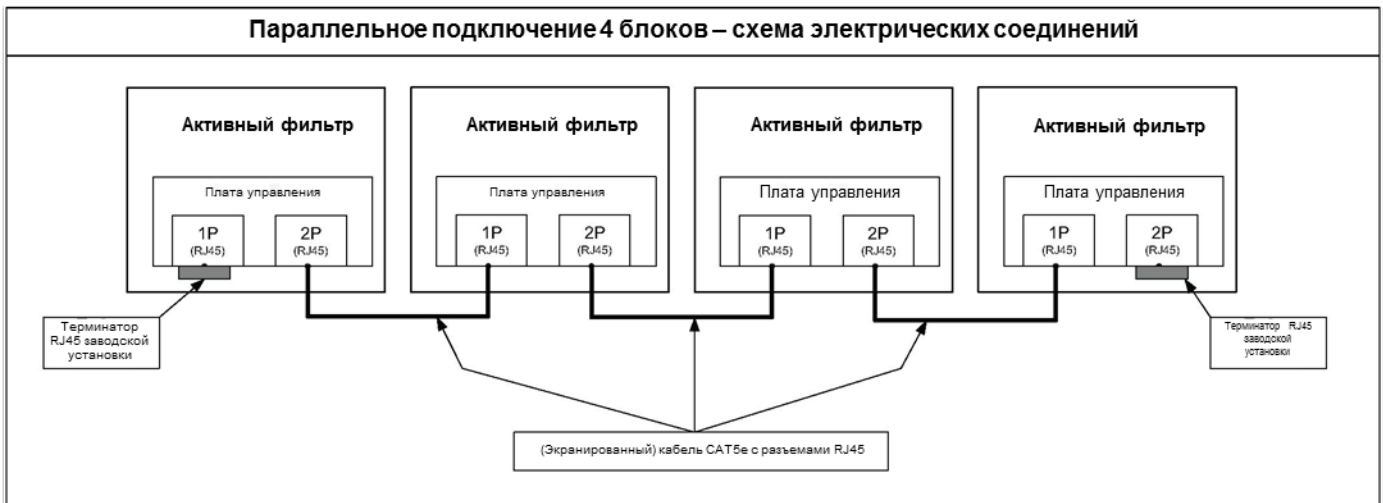 Параллельное подключение 4 блоков – схема электрических соединений
Активный фильтр
Активный фильтр
Активный фильтр
Активный фильтр
Плата управления
Плата управления
Плата управления
Плата управления
1P
(RJ45)
2P
(RJ45)
1P
(RJ45)
2P
(RJ45)
1P
(RJ45)
2P
(RJ45)
1P
(RJ45)
2P
(RJ45)
Терминатор
RJ45 заводской
установки
Терминатор RJ45
заводской
установки
(Экранированный) кабель CAT5e с разъемами RJ45